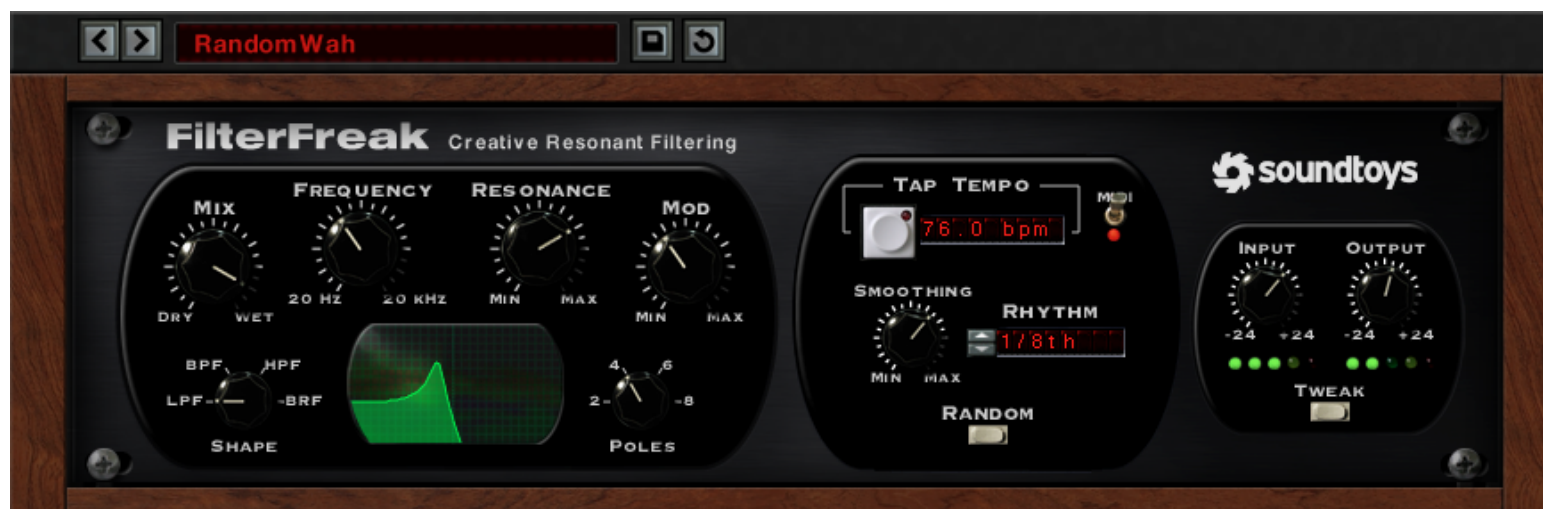 RandomWah
FilterFreak Creative Resonant Filtering
soundtoys
MIX
DRY WET
FREQUENCY
20 HZ 20 KHZ
RESONANCE
MIN MAX
MOD
MIN MAX
BPF HPF
LPF BRF
SHAPE
4 6
2 8
POLES
TAP TEMPO
76.0 bpm
MIDI
SMOOTHING
MIN MAX
RHYTHM
1/8th
RANDOM
INPUT OUTPUT
-24 +24 -24 +24
TWEAK